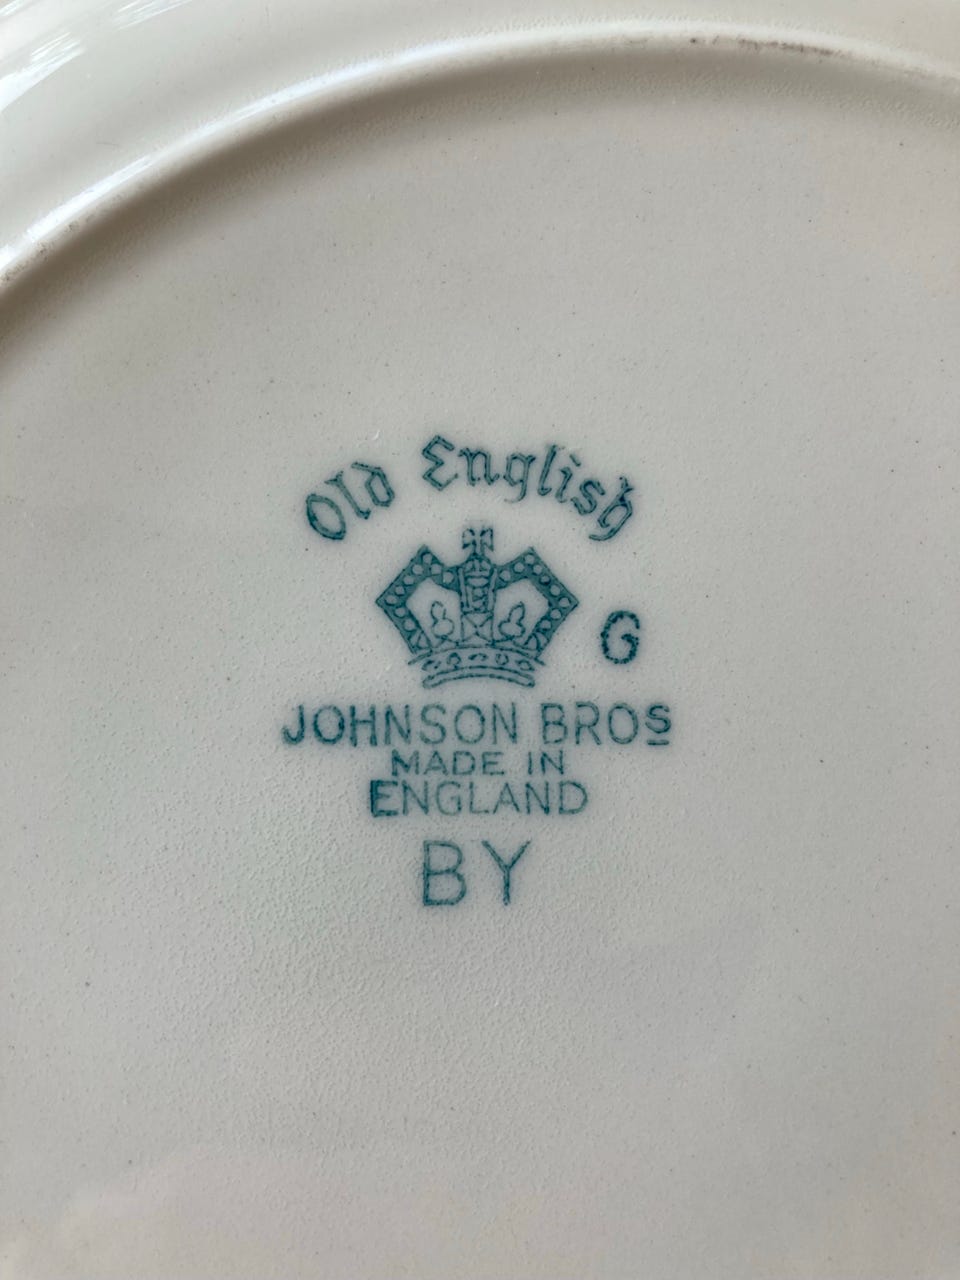 Old English
G
JOHNSON BROS
MADE IN
ENGLAND
BY